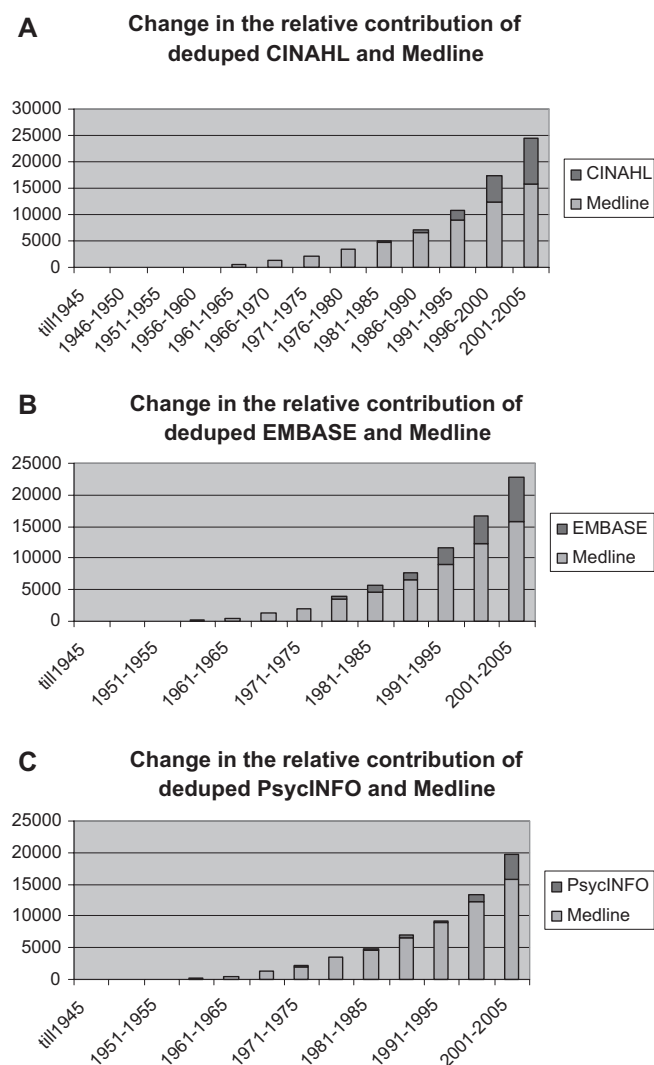 A
Change in the relative contribution of
deduped CINAHL and Medline
30000
25000
20000
15000
10000
5000
0
till1945
1946-1950
1951-1955
1956-1960
1961-1965
1966-1970
1971-1975
1976-1980
1981-1985
1986-1990
1991-1995
1996-2000
2001-2005
CINAHL
Medline
B
Change in the relative contribution of
deduped EMBASE and Medline
25000
20000
15000
10000
5000
0
till1945
1951-1955
1961-1965
1971-1975
1981-1985
1991-1995
2001-2005
EMBASE
Medline
C
Change in the relative contribution of
deduped PsycINFO and Medline
25000
20000
15000
10000
5000
0
till1945
1951-1955
1961-1965
1971-1975
1981-1985
1991-1995
2001-2005
PsycINFO
Medline